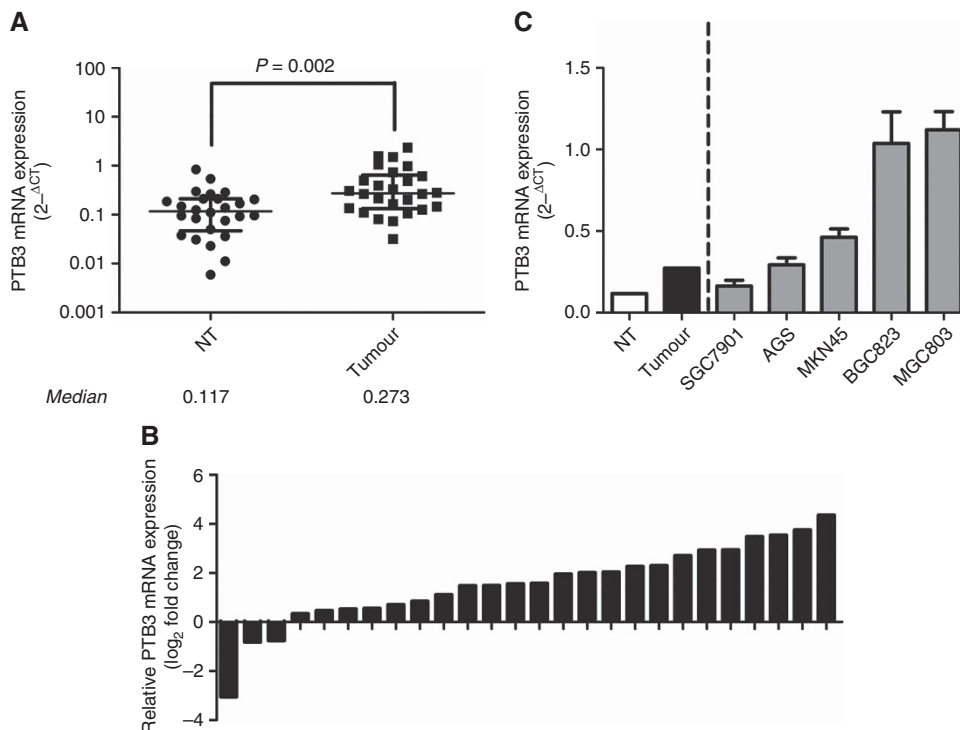 A
PTB3 mRNA expression
(2–ΔCT)
100
10
1
0.1
0.01
0.001
P = 0.002
NT
Tumour
Median
0.117
0.273
C
PTB3 mRNA expression
(2–ΔCT)
1.5
1.0
0.5
0.0
NT
Tumour
SGC7901
AGS
MKN45
BGC823
MGC803
B
Relative PTB3 mRNA expression
(log2 fold change)
6
4
2
0
–2
–4